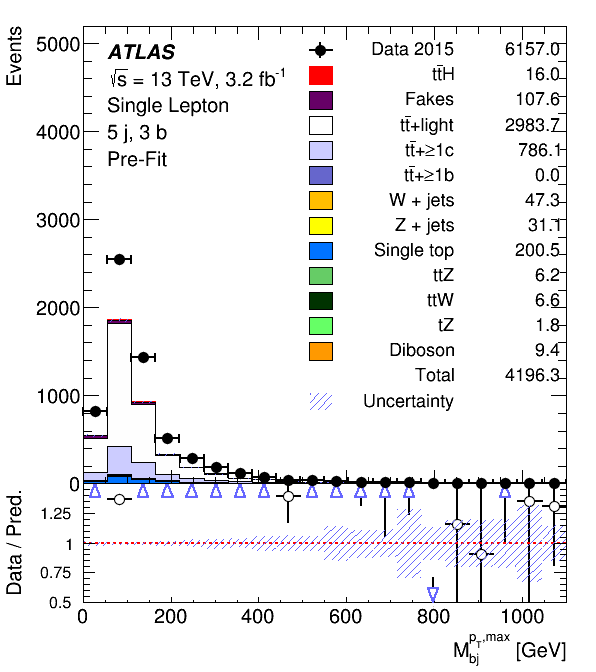 Events
5000
4000
3000
2000
1000
0
ATLAS
√s = 13 TeV, 3.2 fb⁻¹
Single Lepton
5 j, 3 b
Pre-Fit
Data 2015 6157.0
tt̄H 16.0
Fakes 107.6
tt̄+light 2983.7
tt̄+≥1c 786.1
tt̄+≥1b 0.0
W + jets 47.3
Z + jets 31.1
Single top 200.5
ttZ 6.2
ttW 6.6
tZ 1.8
Diboson 9.4
Total 4196.3
Uncertainty
Data / Pred.
1.25
1
0.75
0.5
0 200 400 600 800 1000
M_bj^{p_T,max} [GeV]